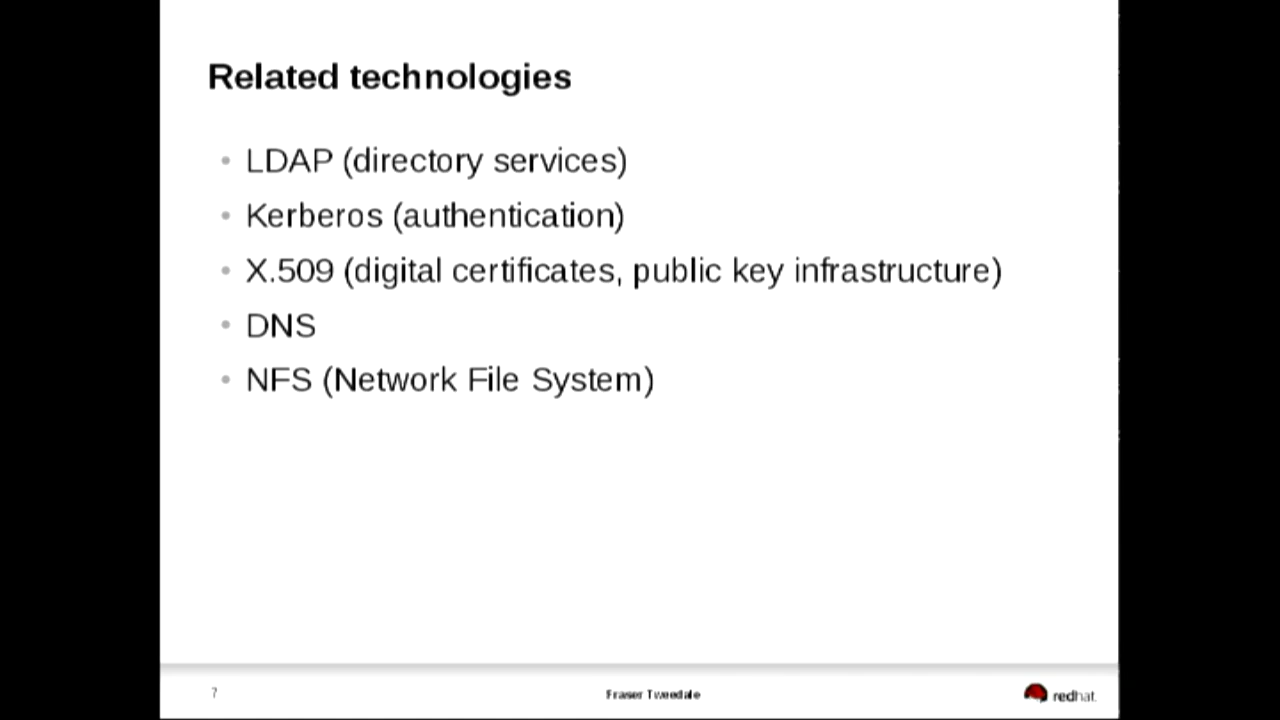 Related technologies
• LDAP (directory services)
• Kerberos (authentication)
• X.509 (digital certificates, public key infrastructure)
• DNS
• NFS (Network File System)
7
Fraser Tweedale
redhat.